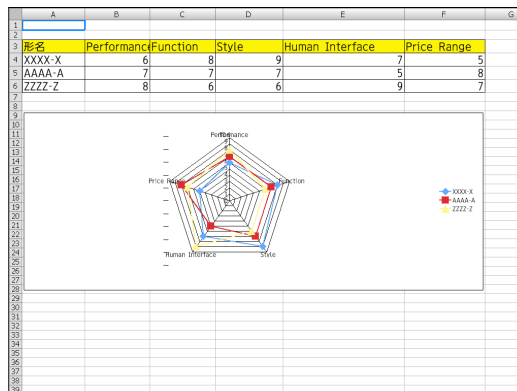 A B C D E F G
1
2
3 形名 Performance Function Style Human Interface Price Range
4 XXXX-X 6 8 9 7 5
5 AAAA-A 7 7 7 5 8
6 ZZZZ-Z 8 6 6 9 7
7
8
9
10
11 Performance
12
13
14
15
16 Price Range Function
17
18 XXXX-X
19 AAAA-A
20 ZZZZ-Z
21
22
23
24 Human Interface Style
25
26
27
28
29
30
31
32
33
34
35
36
37
38
39